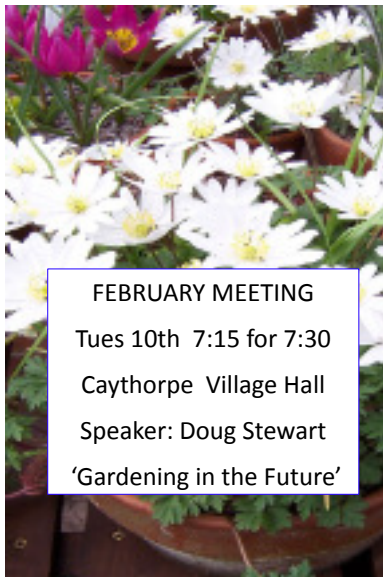 FEBRUARY MEETING
Tues 10th  7:15 for 7:30
Caythorpe  Village Hall
Speaker: Doug Stewart
‘Gardening in the Future’